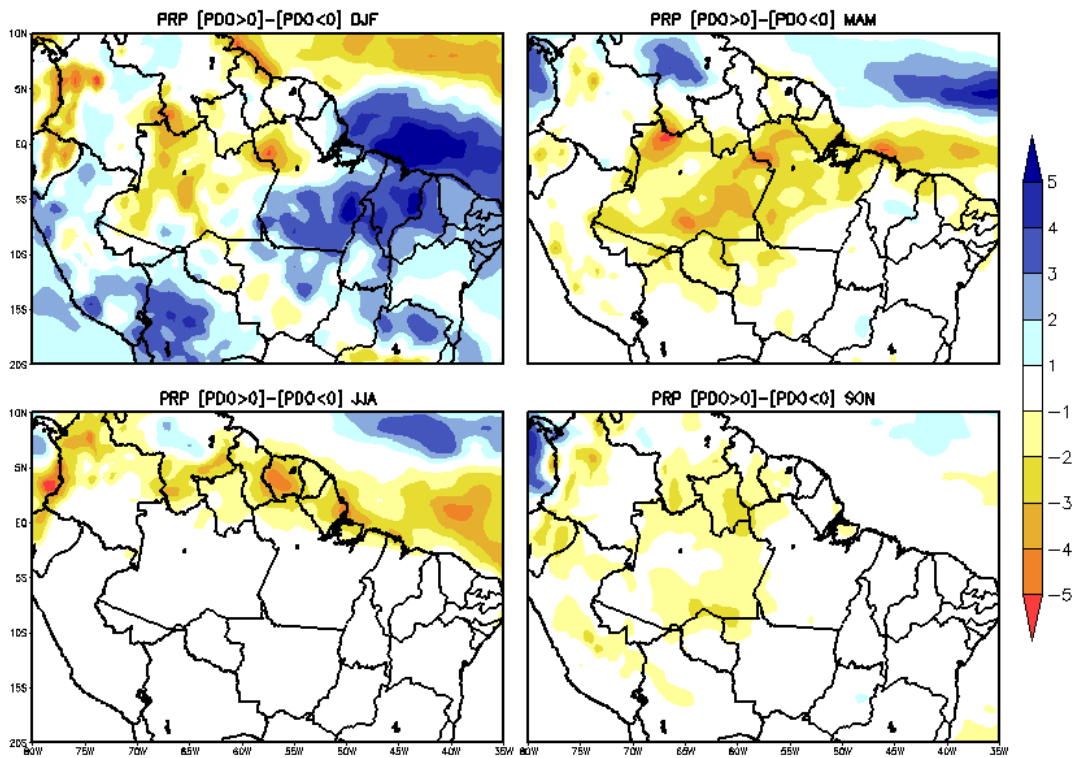 PRP [PDO>0]-[PDO<0] DJF
PRP [PDO>0]-[PDO<0] MAM
10N
5N
EQ
5S
10S
15S
20S
5
4
3
2
1
-1
-2
-3
-4
-5
PRP [PDO>0]-[PDO<0] JJA
PRP [PDO>0]-[PDO<0] SON
10N
5N
EQ
5S
10S
15S
20S
80W 75W 70W 65W 60W 55W 50W 45W 40W 35W
80W 75W 70W 65W 60W 55W 50W 45W 40W 35W